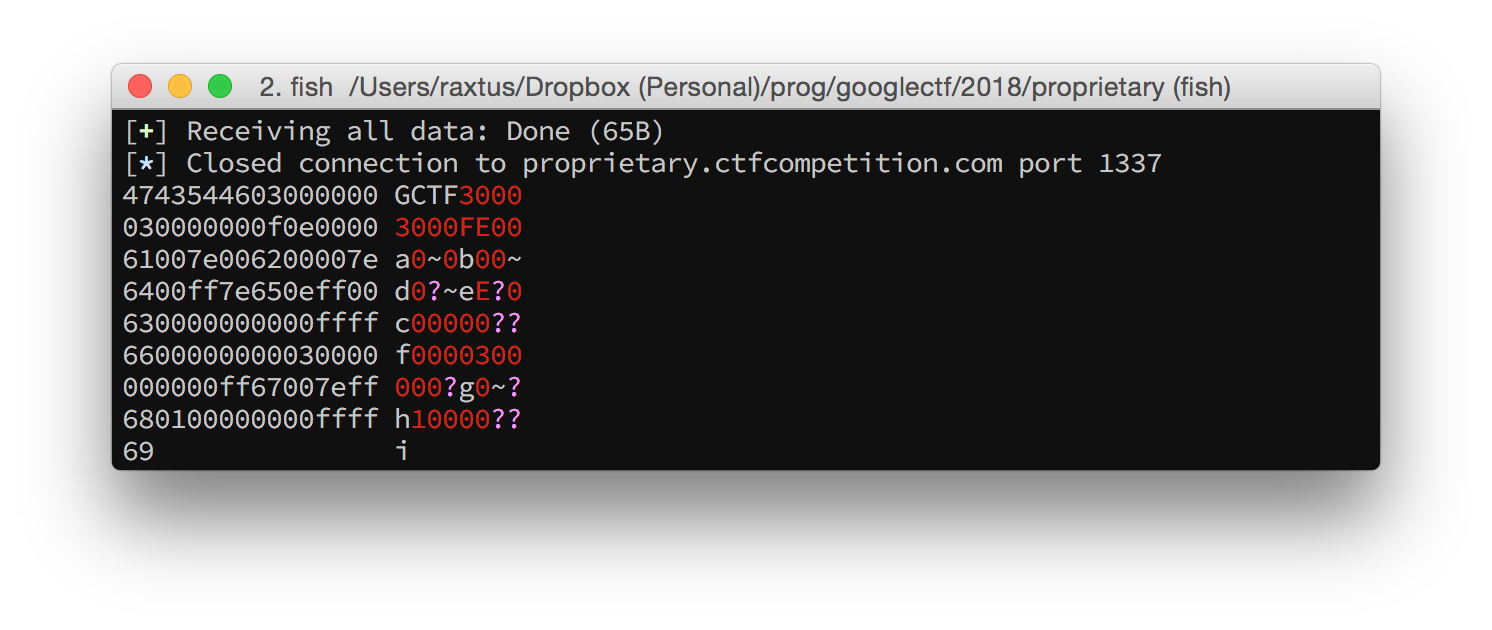 2. fish  /Users/raxtus/Dropbox (Personal)/prog/googlectf/2018/proprietary (fish)
[+] Receiving all data: Done (65B)
[*] Closed connection to proprietary.ctfcompetition.com port 1337
4743544603000000 GCTF3000
030000000f0e0000 3000FE00
61007e006200007e a0~0b00~
6400ff7e650eff00 d0?~eE?0
630000000000ffff c00000??
6600000000030000 f0000300
000000ff67007eff 000?g0~?
680100000000ffff h10000??
69               i